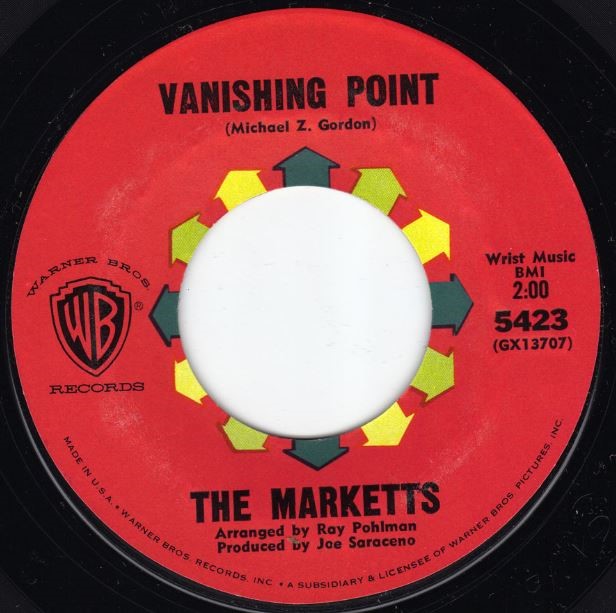 VANISHING POINT
(Michael Z. Gordon)
WARNER BROS.
WB
®
RECORDS
Wrist Music
BMI
2:00
5423
(GX13707)
THE MARKETTS
Arranged by Ray Pohlman
Produced by Joe Saraceno
MADE IN U.S.A. • WARNER BROS. RECORDS, INC. • A SUBSIDIARY & LICENSEE OF WARNER BROS. PICTURES, INC.